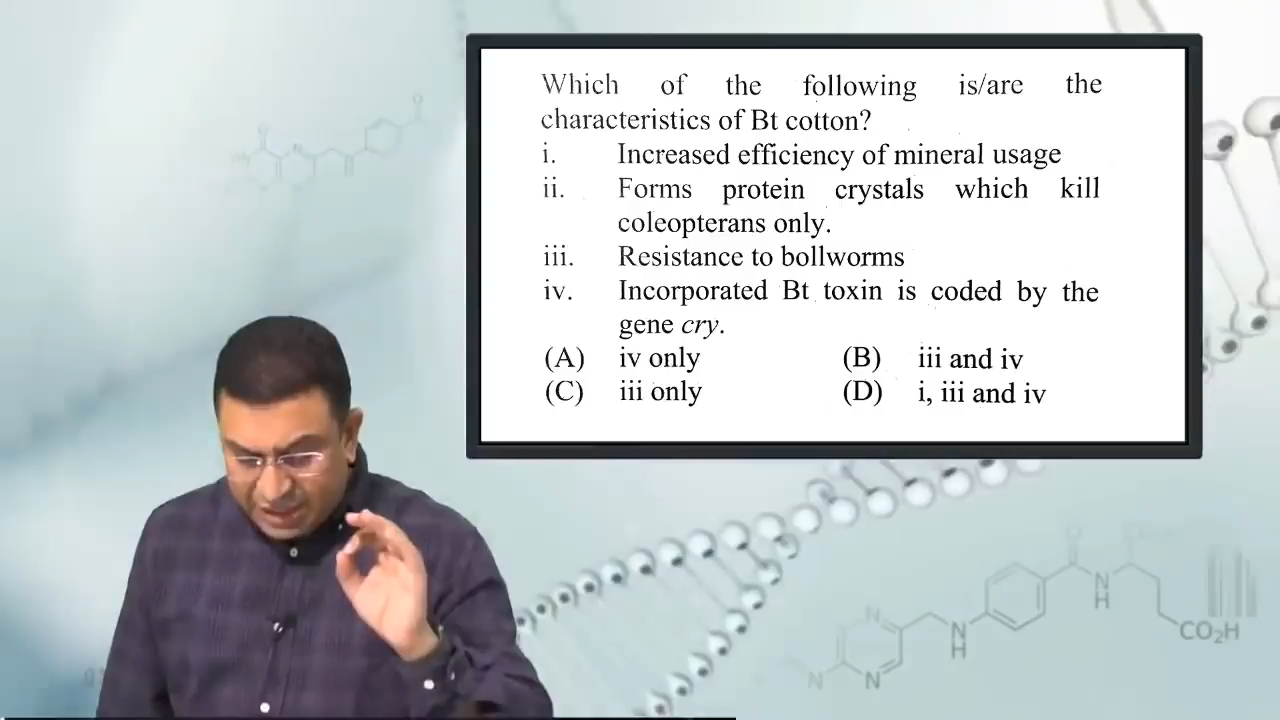 Which of the following is/are the
characteristics of Bt cotton?
i. Increased efficiency of mineral usage
ii. Forms protein crystals which kill
coleopterans only.
iii. Resistance to bollworms
iv. Incorporated Bt toxin is coded by the
gene cry.
(A) iv only (B) iii and iv
(C) iii only (D) i, iii and iv
N
N
N
H
N
H
CO₂H
N